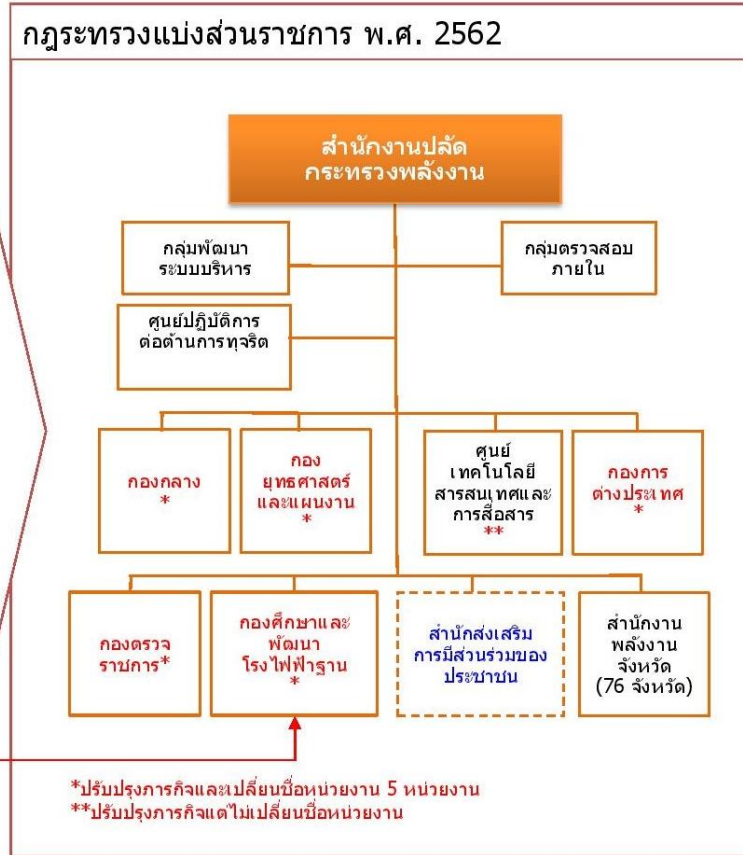 กฎระทรวงแบ่งส่วนราชการ พ.ศ. 2562
สำนักงานปลัด
กระทรวงพลังงาน
กลุ่มพัฒนา
ระบบบริหาร
กลุ่มตรวจสอบ
ภายใน
ศูนย์ปฏิบัติการ
ต่อต้านการทุจริต
กองกลาง
*
กอง
ยุทธศาสตร์
และแผนงาน
*
ศูนย์
เทคโนโลยี
สารสนเทศและ
การสื่อสาร
**
กองการ
ต่างประเทศ
*
กองตรวจ
ราชการ*
กองศึกษาและ
พัฒนา
โรงไฟฟ้าฐาน
*
สำนักส่งเสริม
การมีส่วนร่วมของ
ประชาชน
สำนักงาน
พลังงาน
จังหวัด
(76 จังหวัด)
*ปรับปรุงภารกิจและเปลี่ยนชื่อหน่วยงาน 5 หน่วยงาน
**ปรับปรุงภารกิจแต่ไม่เปลี่ยนชื่อหน่วยงาน